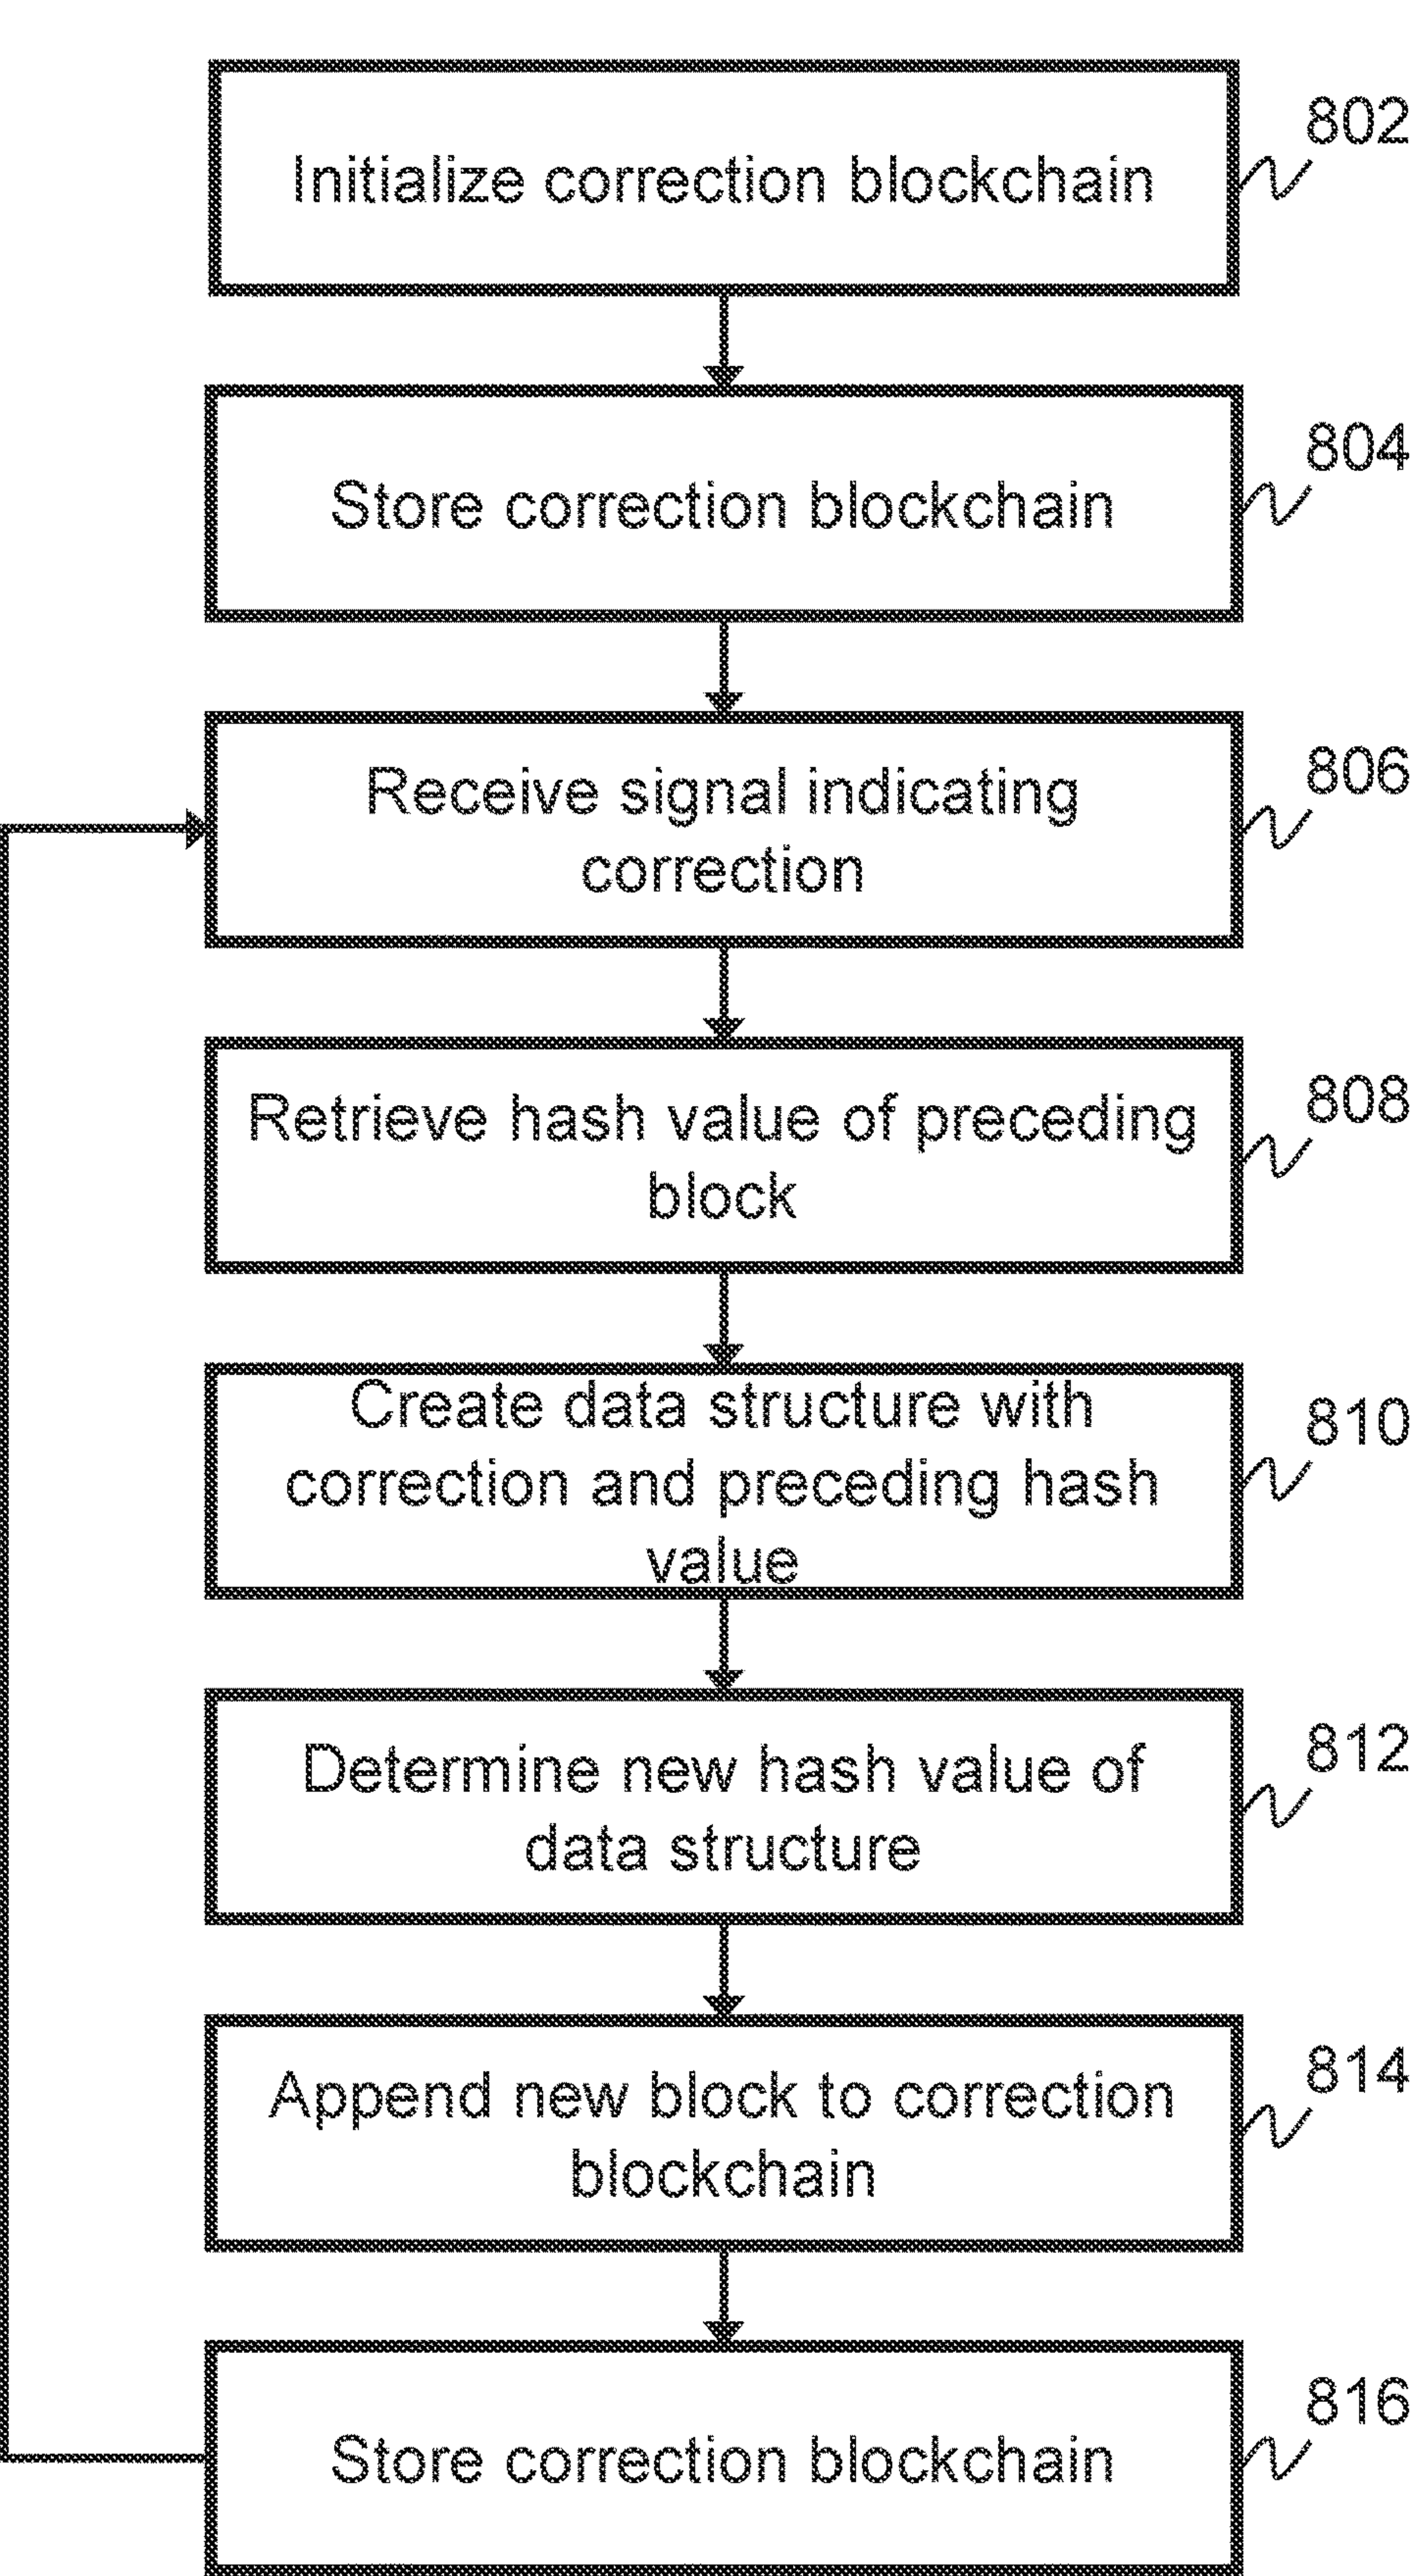 Initialize correction blockchain
802
Store correction blockchain
804
Receive signal indicating
correction
806
Retrieve hash value of preceding
block
808
Create data structure with
correction and preceding hash
value
810
Determine new hash value of
data structure
812
Append new block to correction
blockchain
814
Store correction blockchain
816